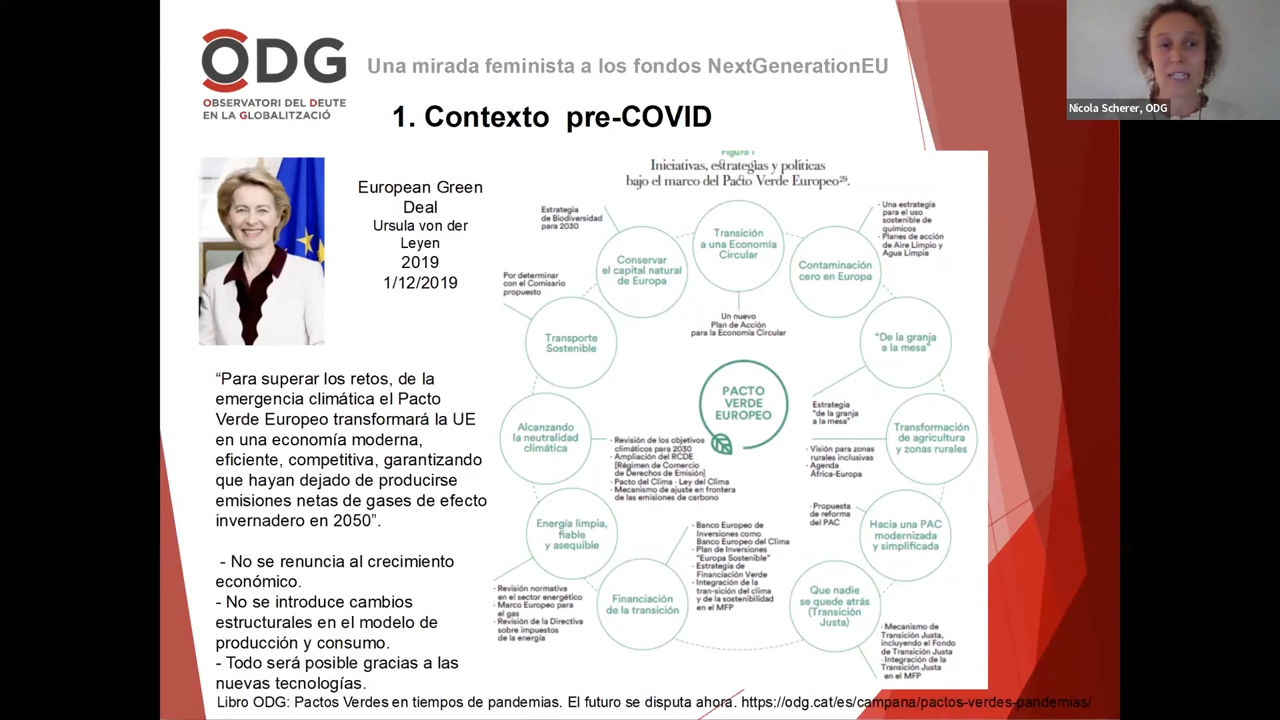 ODG
OBSERVATORI DEL DEUTE
EN LA GLOBALITZACIÓ
Una mirada feminista a los fondos NextGenerationEU
1. Contexto pre-COVID
Nicola Scherer, ODG
European Green
Deal
Ursula von der
Leyen
2019
1/12/2019
“Para superar los retos, de la
emergencia climática el Pacto
Verde Europeo transformará la UE
en una economía moderna,
eficiente, competitiva, garantizando
que hayan dejado de producirse
emisiones netas de gases de efecto
invernadero en 2050”.
- No se renuncia al crecimiento
económico.
- No se introduce cambios
estructurales en el modelo de
producción y consumo.
- Todo será posible gracias a las
nuevas tecnologías.
Figura 1
Iniciativas, estrategias y políticas
bajo el marco del Pacto Verde Europeo²⁹.
Transición
a una Economía
Circular
Un nuevo
Plan de Acción
para la Economía Circular
Contaminación
cero en Europa
· Una estrategia
para el uso
sostenible de
químicos
· Planes de acción
de Aire Limpio y
Agua Limpia
“De la granja
a la mesa”
Estrategia
“de la granja
a la mesa”
Transformación
de agricultura
y zonas rurales
· Visión para zonas
rurales inclusivas
· Agenda
África-Europa
Hacia una PAC
modernizada
y simplificada
· Propuesta
de reforma
del PAC
Que nadie
se quede atrás
(Transición
Justa)
· Mecanismo de
Transición Justa,
incluyendo el Fondo
de Transición Justa
· Integración de la
Transición Justa
en el MFP
Financiación
de la transición
· Banco Europeo de
Inversiones como
Banco Europeo del Clima
· Plan de Inversiones
“Europa Sostenible”
· Estrategia de
Financiación Verde
· Integración de la
tran-sición del clima
y de la sostenibilidad
en el MFP
Energía limpia,
fiable
y asequible
· Revisión normativa
en el sector energético
· Marco Europeo para
el gas
· Revisión de la Directiva
sobre impuestos
de la energía
Alcanzando
la neutralidad
climática
· Revisión de los objetivos
climáticos para 2030
· Ampliación del RCDE
[Régimen de Comercio
de Derechos de Emisión]
· Pacto del Clima - Ley del Clima
· Mecanismo de ajuste en frontera
de las emisiones de carbono
Transporte
Sostenible
Por determinar
con el Comisario
propuesto
Conservar
el capital natural
de Europa
Estrategia
de Biodiversidad
para 2030
PACTO
VERDE
EUROPEO
Libro ODG: Pactos Verdes en tiempos de pandemias. El futuro se disputa ahora. https://odg.cat/es/campana/pactos-verdes-pandemias/